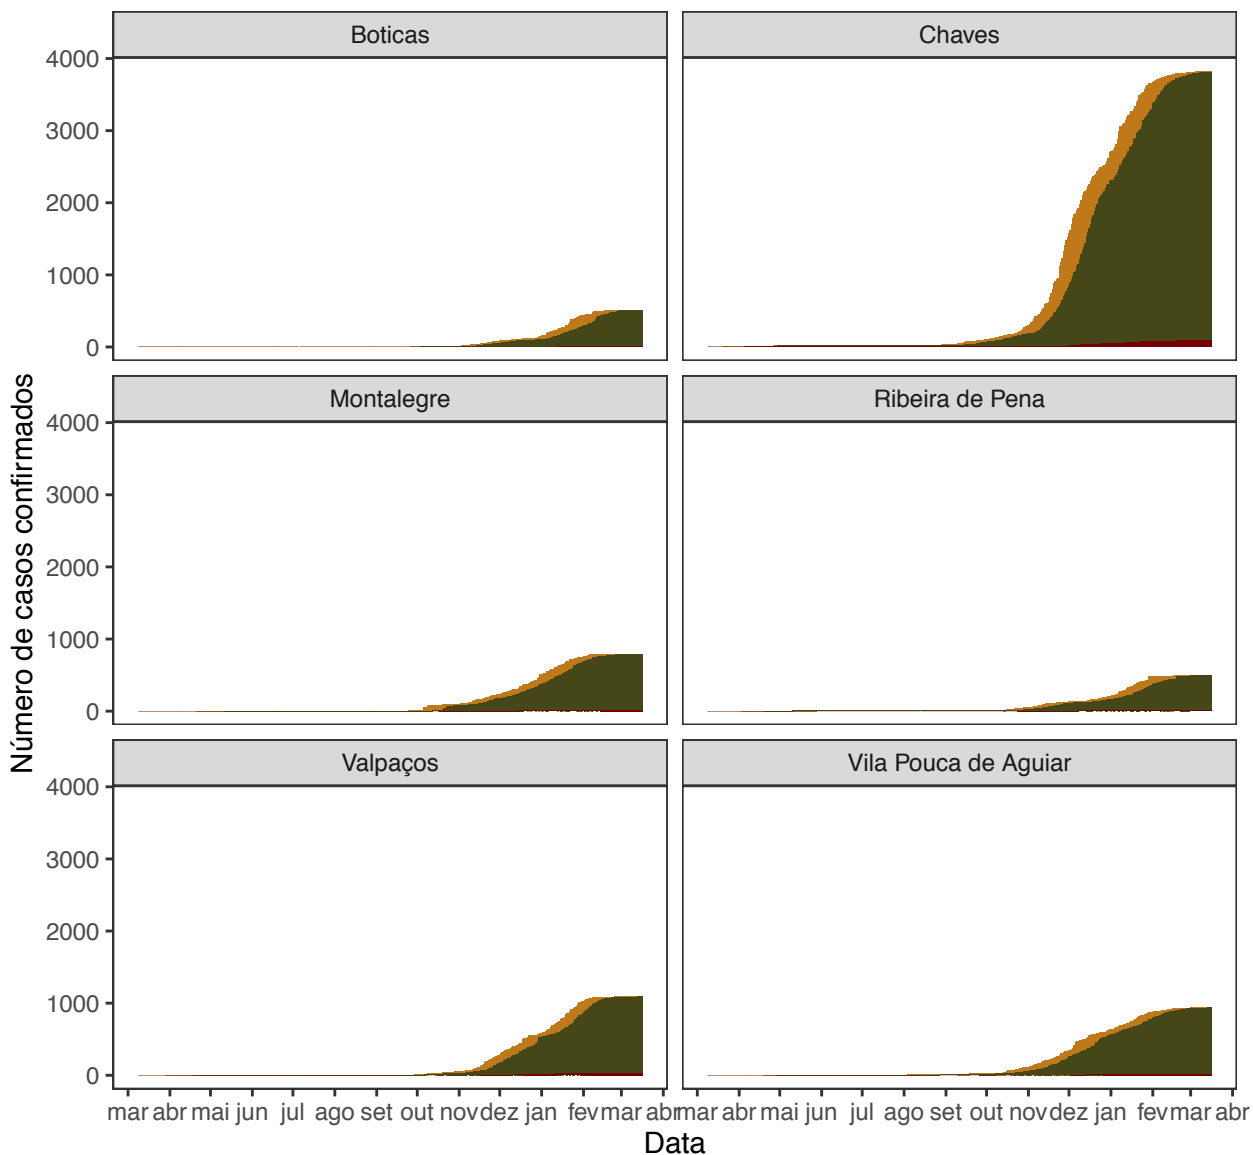 Boticas
Chaves
4000
3000
2000
1000
0
Montalegre
Ribeira de Pena
4000
3000
2000
1000
0
Número de casos confirmados
Valpaços
Vila Pouca de Aguiar
4000
3000
2000
1000
0
mar abr mai jun jul ago set out nov dez jan fev mar abr
mar abr mai jun jul ago set out nov dez jan fev mar abr
Data